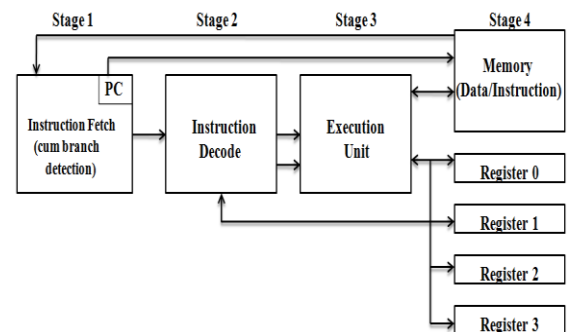 Stage 1 Stage 2 Stage 3 Stage 4
PC
Instruction Fetch
(cum branch
detection)
Instruction
Decode
Execution
Unit
Memory
(Data/Instruction)
Register 0
Register 1
Register 2
Register 3